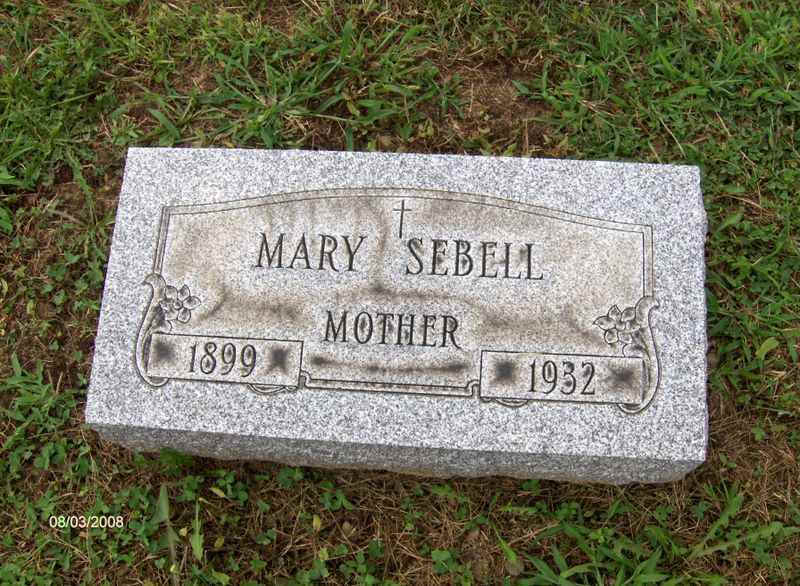 MARY SEBELL
MOTHER
1899 1932
08/03/2008